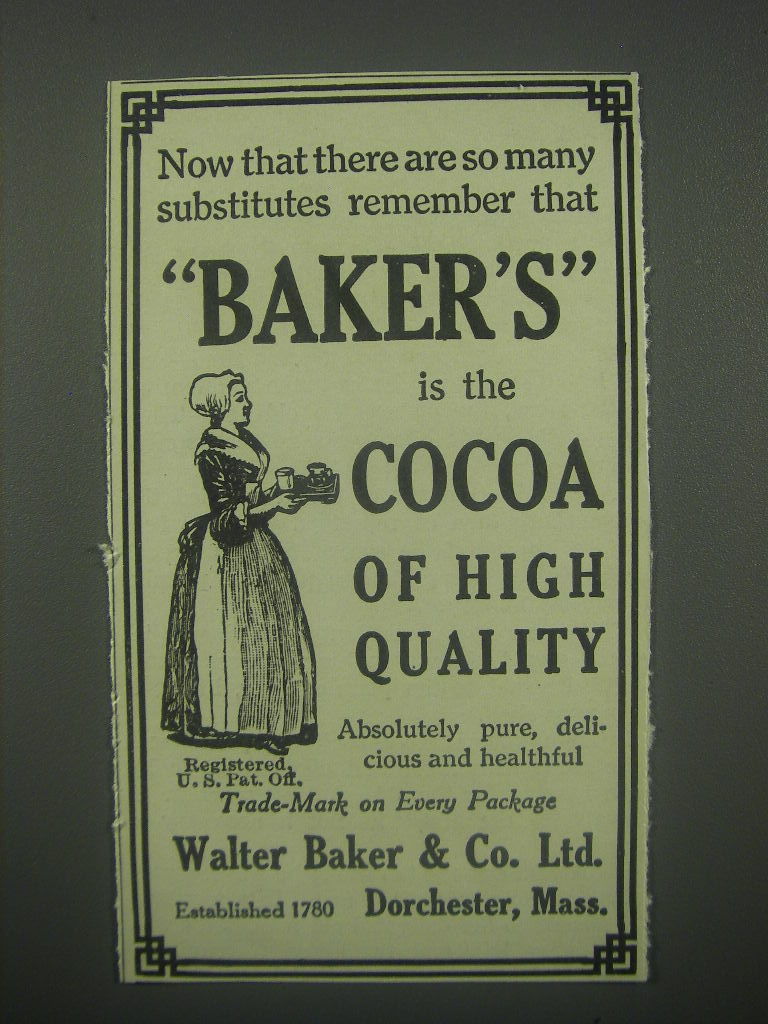 Now that there are so many
substitutes remember that
"BAKER'S"
is the
COCOA
OF HIGH
QUALITY
Absolutely pure, deli-
cious and healthful
Registered,
U. S. Pat. Off.
Trade-Mark on Every Package
Walter Baker & Co. Ltd.
Established 1780 Dorchester, Mass.